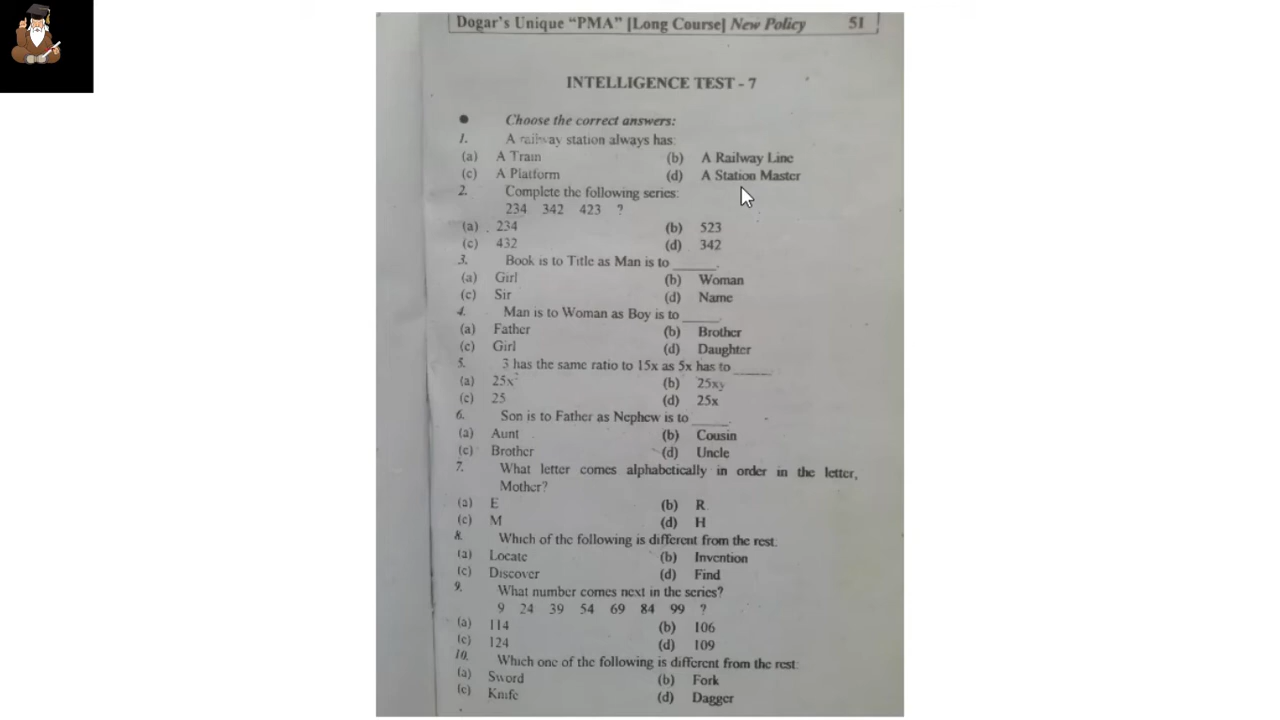 Dogar's Unique "PMA" [Long Course] New Policy 51
INTELLIGENCE TEST - 7
● Choose the correct answers:
1. A railway station always has:
(a) A Train (b) A Railway Line
(c) A Platform (d) A Station Master
2. Complete the following series:
234 342 423 ?
(a) 234 (b) 523
(c) 432 (d) 342
3. Book is to Title as Man is to ______.
(a) Girl (b) Woman
(c) Sir (d) Name
4. Man is to Woman as Boy is to _____.
(a) Father (b) Brother
(c) Girl (d) Daughter
5. 3 has the same ratio to 15x as 5x has to _____
(a) 25x² (b) 25xy
(c) 25 (d) 25x
6. Son is to Father as Nephew is to _____.
(a) Aunt (b) Cousin
(c) Brother (d) Uncle
7. What letter comes alphabetically in order in the letter,
Mother?
(a) E (b) R
(c) M (d) H
8. Which of the following is different from the rest.
(a) Locate (b) Invention
(c) Discover (d) Find
9. What number comes next in the series?
9 24 39 54 69 84 99 ?
(a) 114 (b) 106
(c) 124 (d) 109
10. Which one of the following is different from the rest:
(a) Sword (b) Fork
(c) Knife (d) Dagger